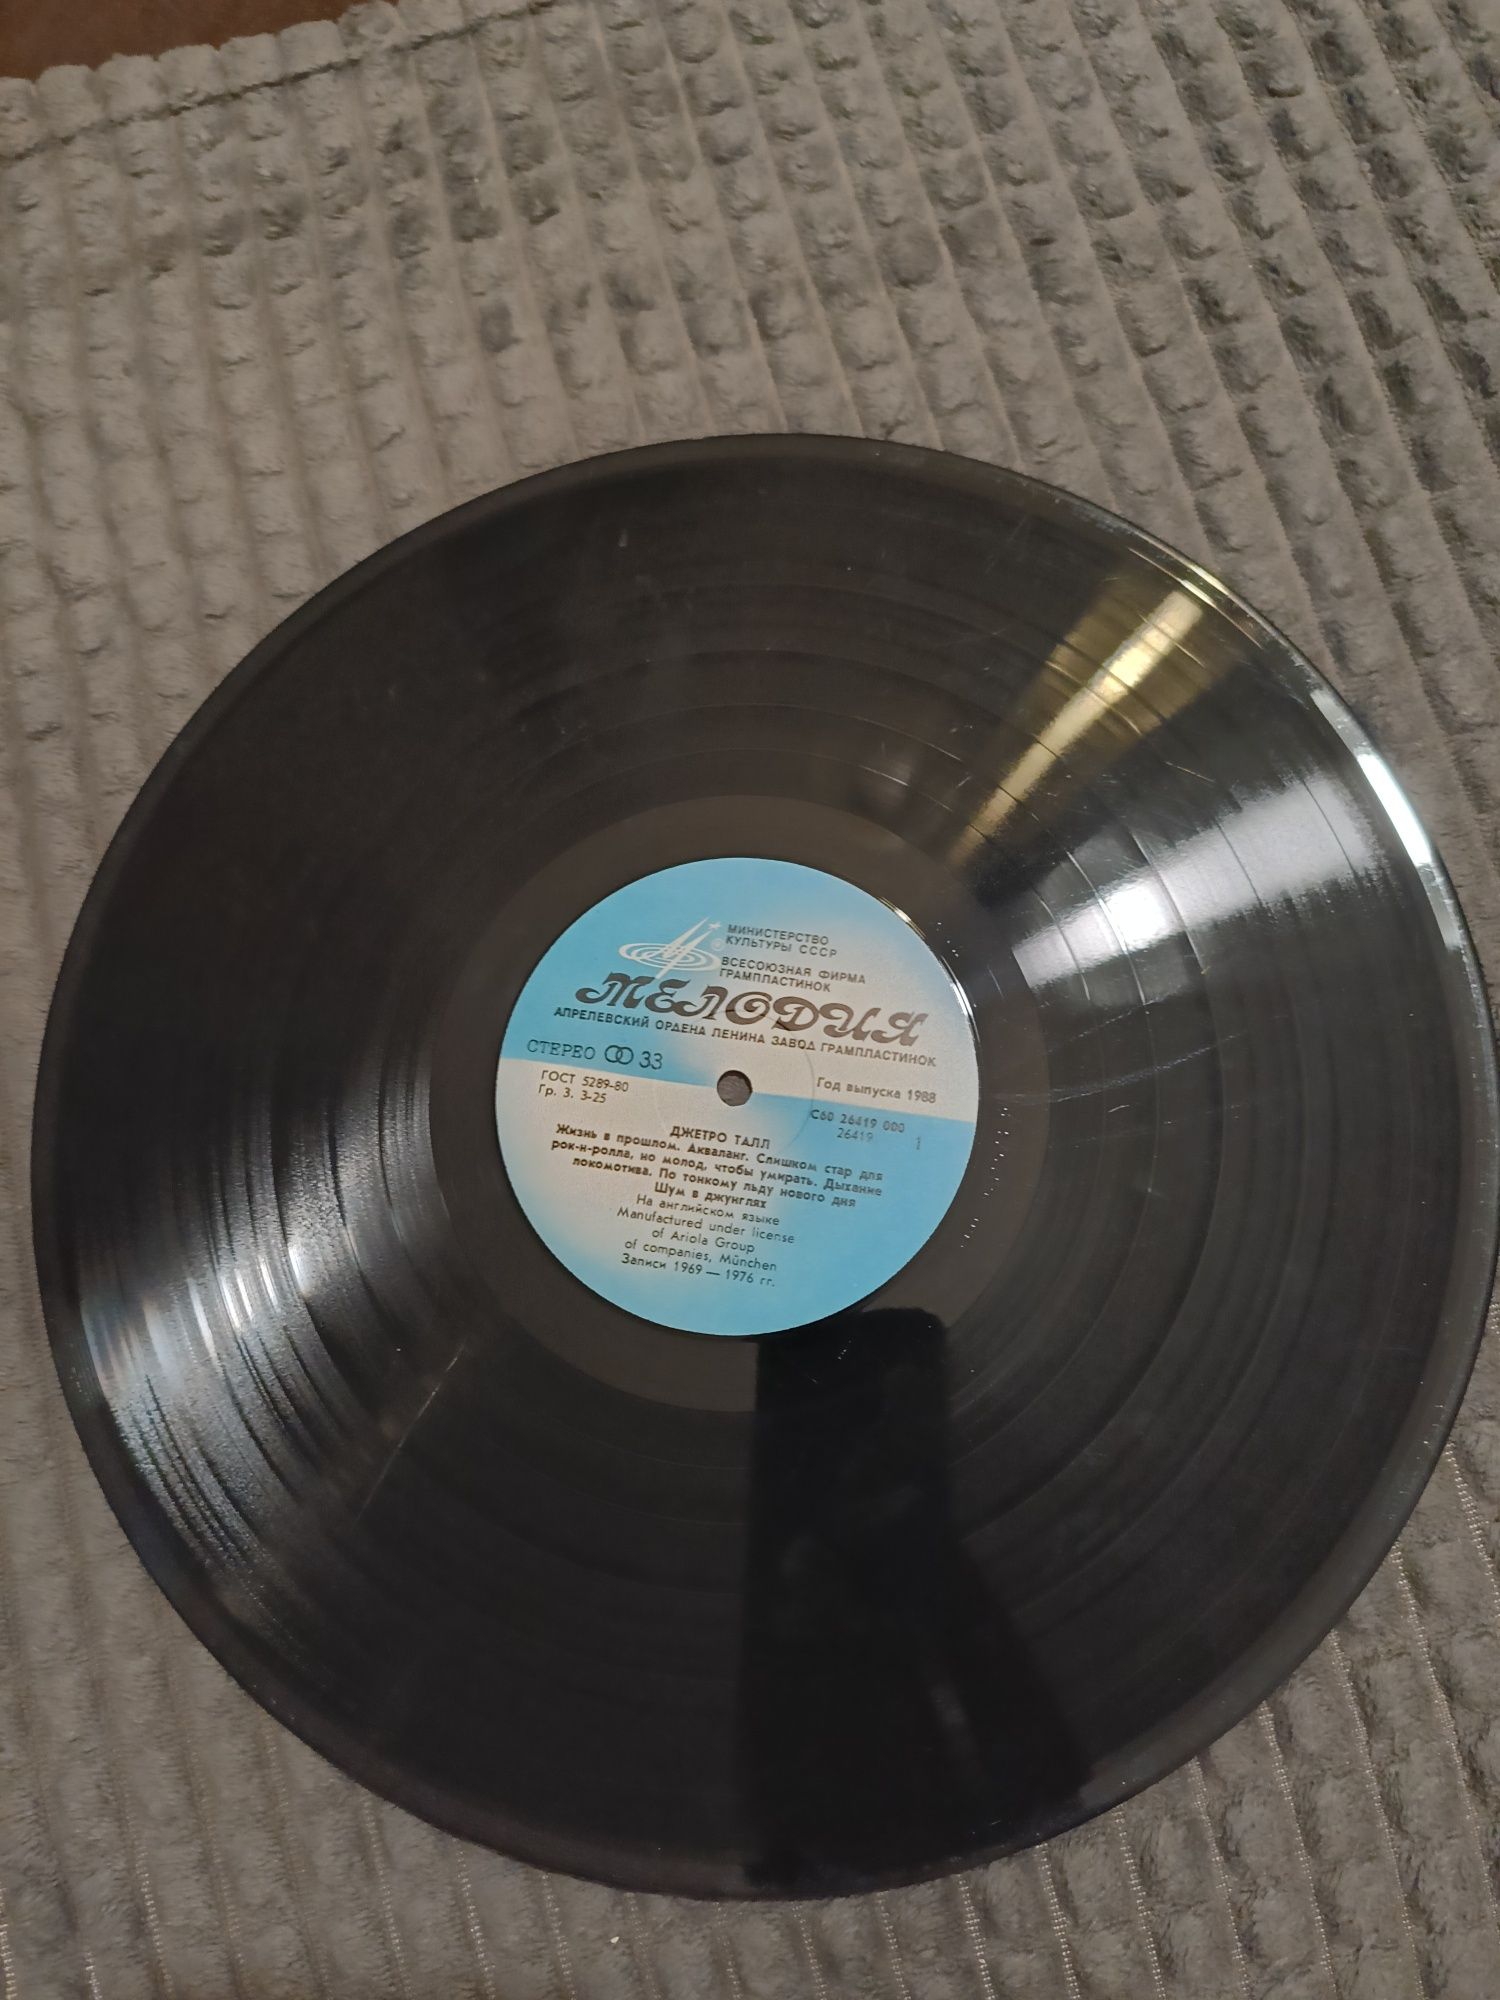 МИНИСТЕРСТВО
КУЛЬТУРЫ СССР
®
ВСЕСОЮЗНАЯ ФИРМА
ГРАМПЛАСТИНОК
МЕЛОДИЯ
АПРЕЛЕВСКИЙ ОРДЕНА ЛЕНИНА ЗАВОД ГРАМПЛАСТИНОК
СТЕРЕО 33
ГОСТ 5289-80
Гр. 3. 3-25
Год выпуска 1988
С60 26419 000
26419 1
ДЖЕТРО ТАЛЛ
Жизнь в прошлом. Акваланг. Слишком стар для
рок-н-ролла, но молод, чтобы умирать. Дыхание
локомотива. По тонкому льду нового дня
Шум в джунглях
На английском языке
Manufactured under license
of Ariola Group
of companies, München
Записи 1969 — 1976 гг.